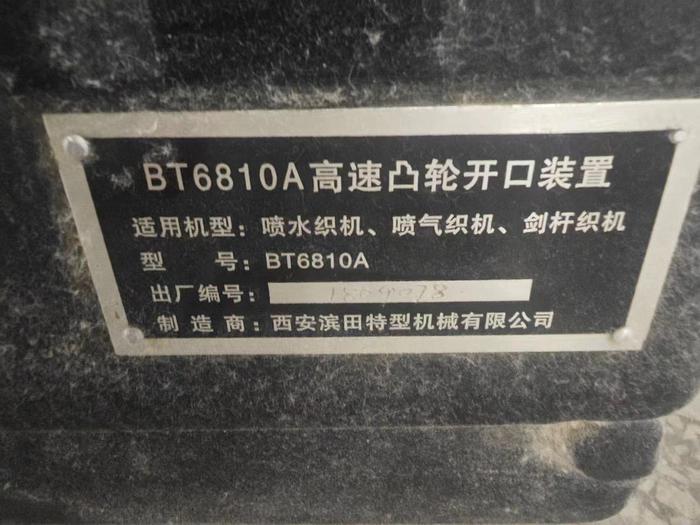 BT6810A高速凸轮开口装置
适用机型：喷水织机、喷气织机、剑杆织机
型 号：BT6810A
出厂编号：
制造商：西安滨田特型机械有限公司